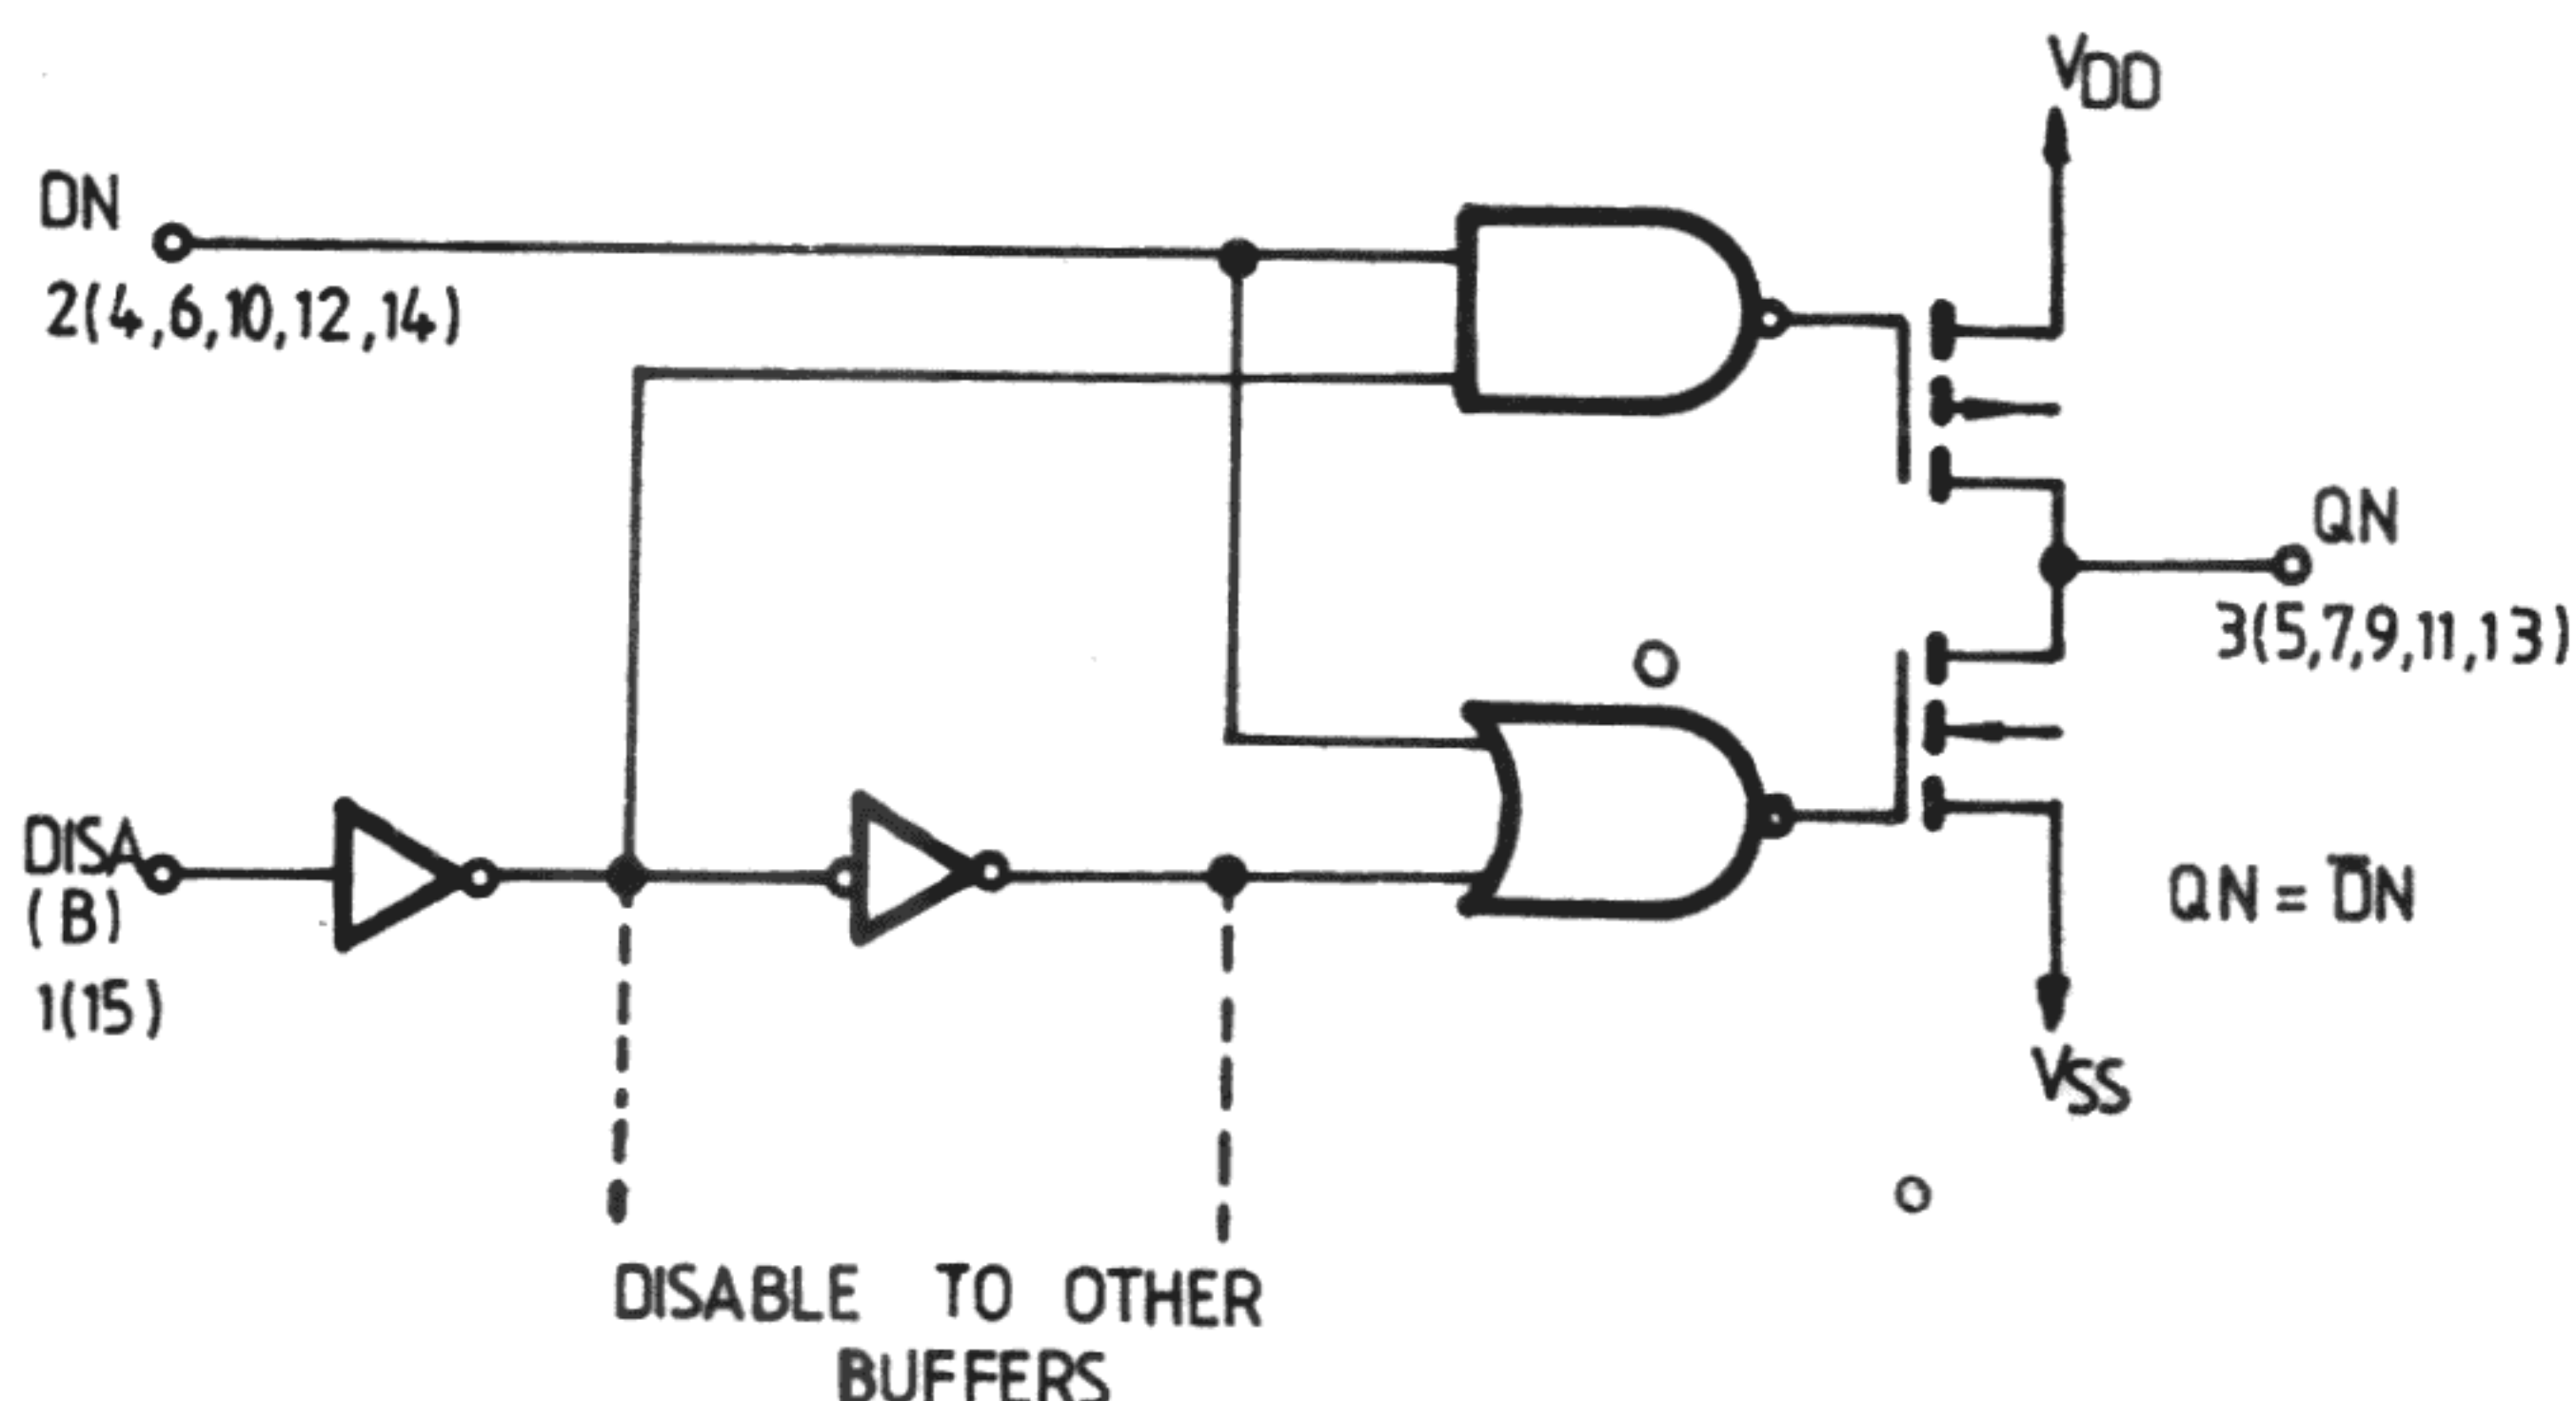 VDD
DN
2(4,6,10,12,14)
QN
3(5,7,9,11,13)
DISA
(B)
1(15)
QN = D̅N
VSS
DISABLE TO OTHER
BUFFERS